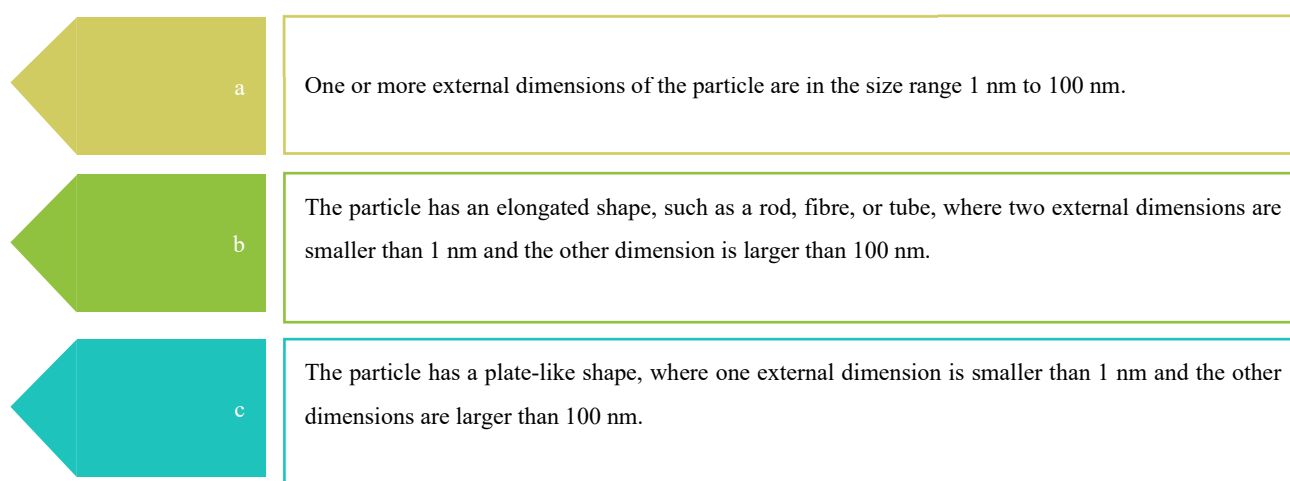 a
One or more external dimensions of the particle are in the size range 1 nm to 100 nm.
b
The particle has an elongated shape, such as a rod, fibre, or tube, where two external dimensions are
smaller than 1 nm and the other dimension is larger than 100 nm.
c
The particle has a plate-like shape, where one external dimension is smaller than 1 nm and the other
dimensions are larger than 100 nm.